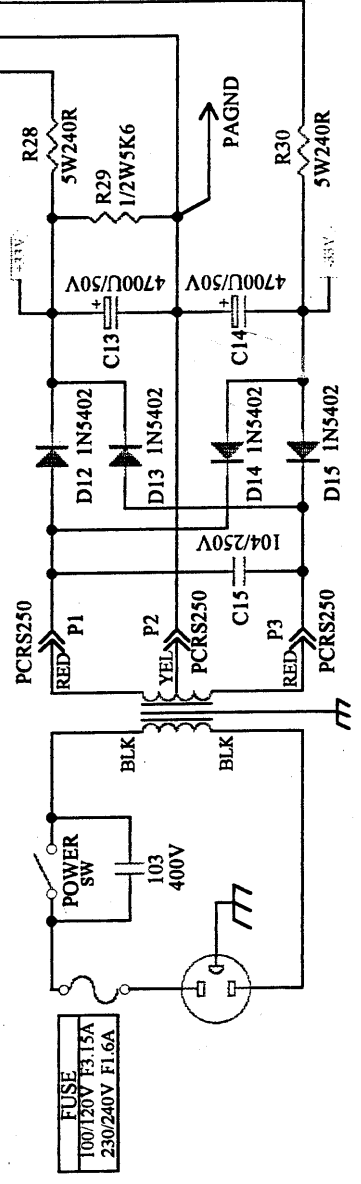 R28
5W240R
R29
1/2W5K6
PAGND
R30
5W240R
4700U/50V
+
C13
4700U/50V
+
C14
D12 1N5402
D13 1N5402
D14 1N5402
D15 1N5402
104/250V
C15
PCRS250
P1
RED
P2
YEL
PCRS250
P3
RED
PCRS250
BLK
BLK
POWER
SW
103
400V
FUSE
100/120V F3.15A
230/240V F1.6A